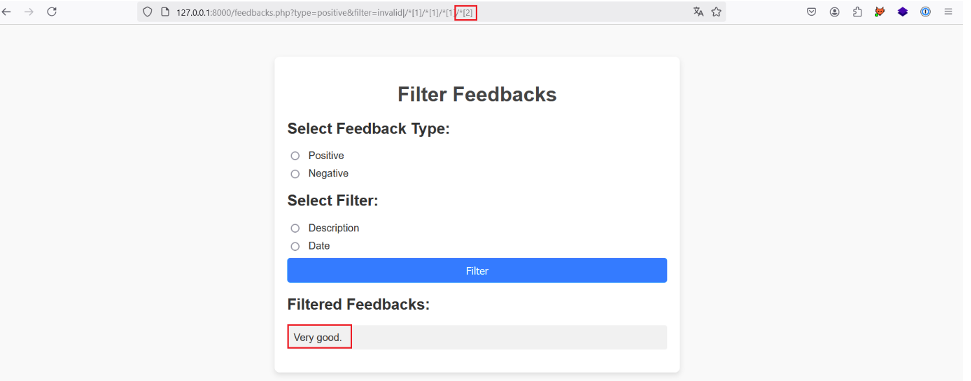 127.0.0.1:8000/feedbacks.php?type=positive&filter=invalid|/*[1]/*[1]/*[1]/*[2]
Filter Feedbacks
Select Feedback Type:
Positive
Negative
Select Filter:
Description
Date
Filter
Filtered Feedbacks:
Very good.